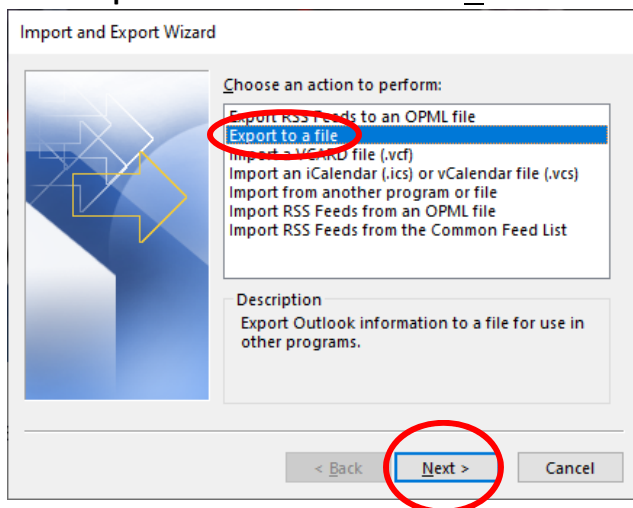 Import and Export Wizard
Choose an action to perform:
Export RSS Feeds to an OPML file
Export to a file
Import a VCARD file (.vcf)
Import an iCalendar (.ics) or vCalendar file (.vcs)
Import from another program or file
Import RSS Feeds from an OPML file
Import RSS Feeds from the Common Feed List
Description
Export Outlook information to a file for use in
other programs.
< Back Next > Cancel